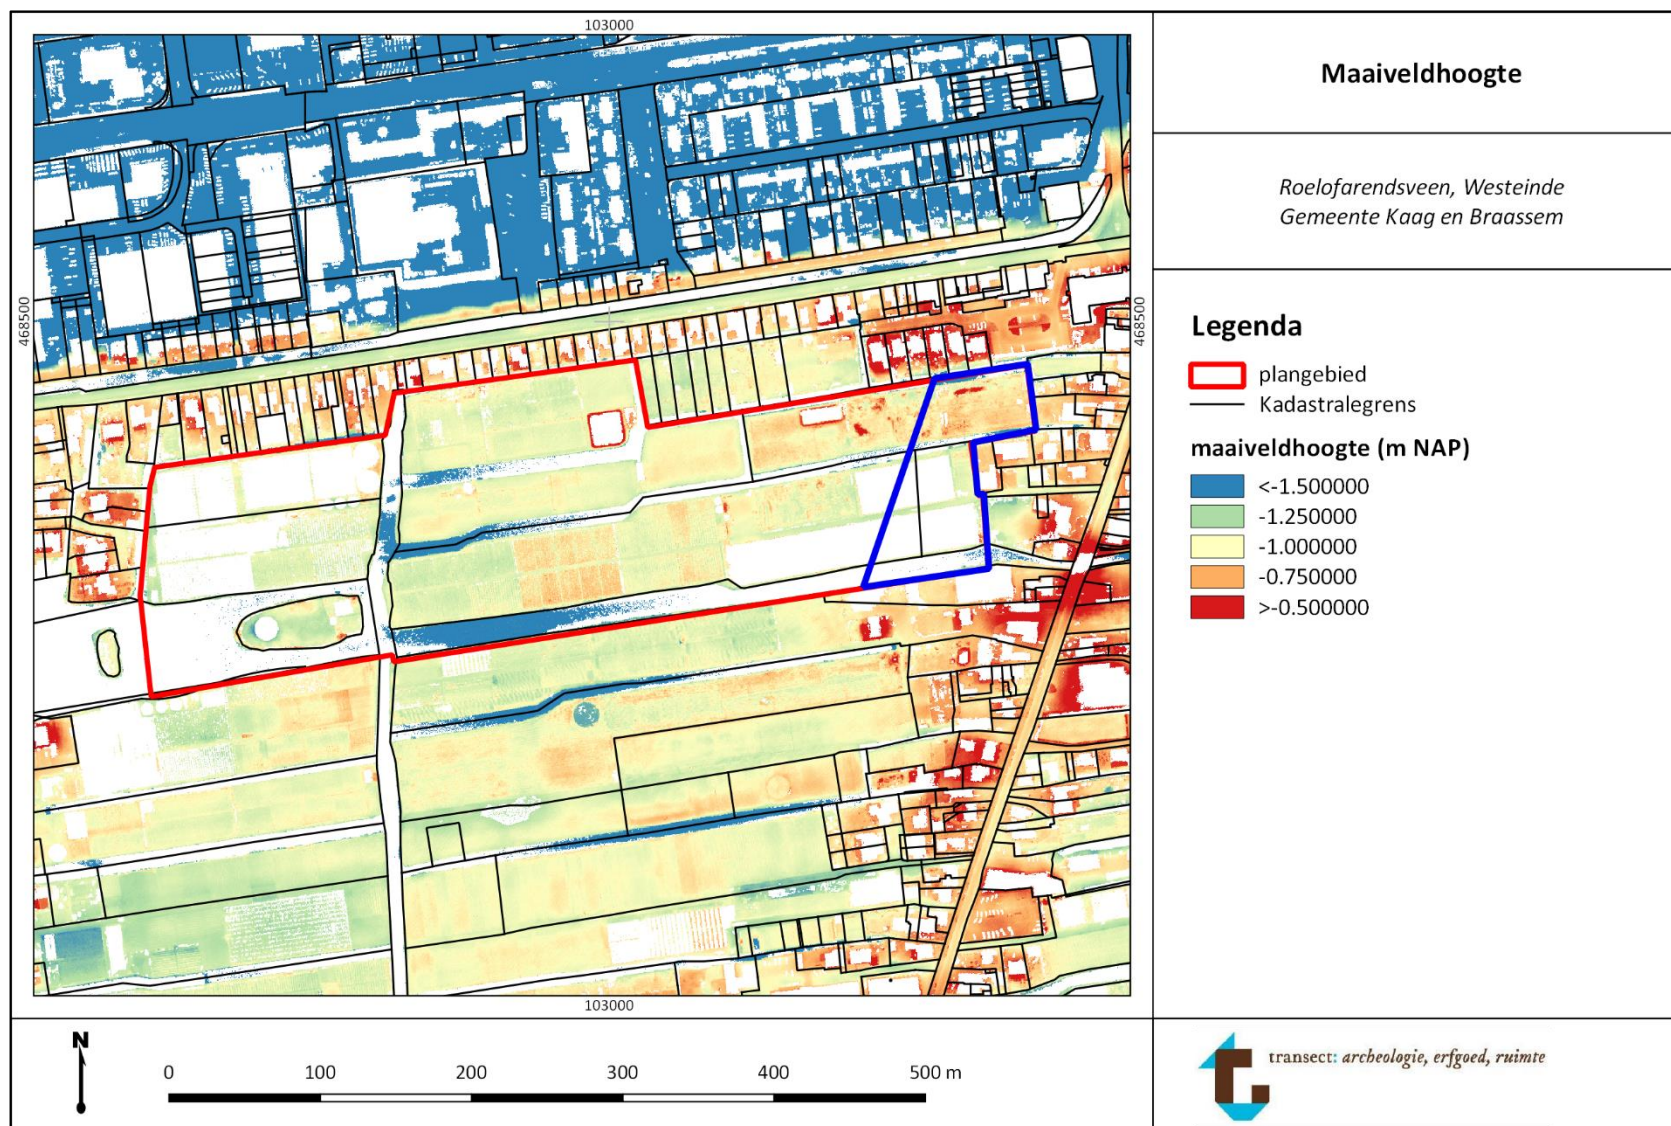 103000
468500
468500
103000
Maaiveldhoogte
Roelofarendsveen, Westeinde
Gemeente Kaag en Braassem
Legenda
plangebied
Kadastralegrens
maaiveldhoogte (m NAP)
<-1.500000
-1.250000
-1.000000
-0.750000
>-0.500000
N
0 100 200 300 400 500 m
transect: archeologie, erfgoed, ruimte